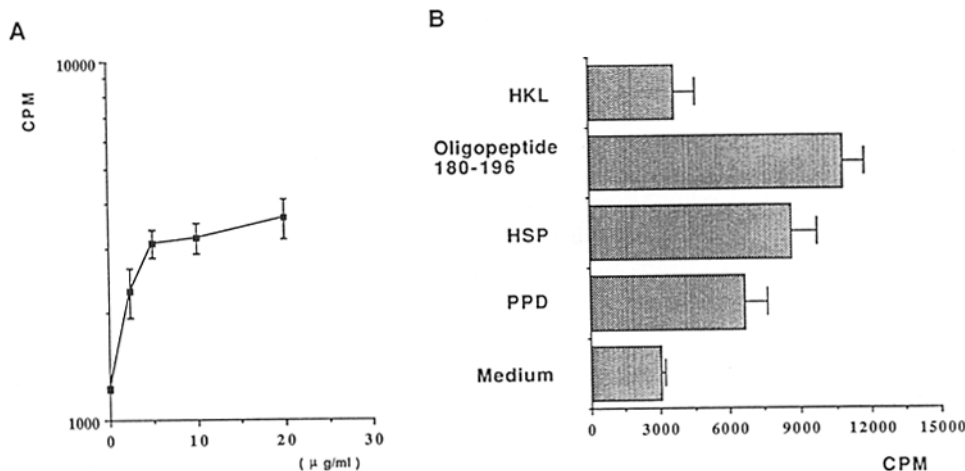 A
CPM
10000
1000
0
10
20
30
( μ g/ml )
B
HKL
Oligopeptide
180-196
HSP
PPD
Medium
0
3000
6000
9000
12000
15000
CPM